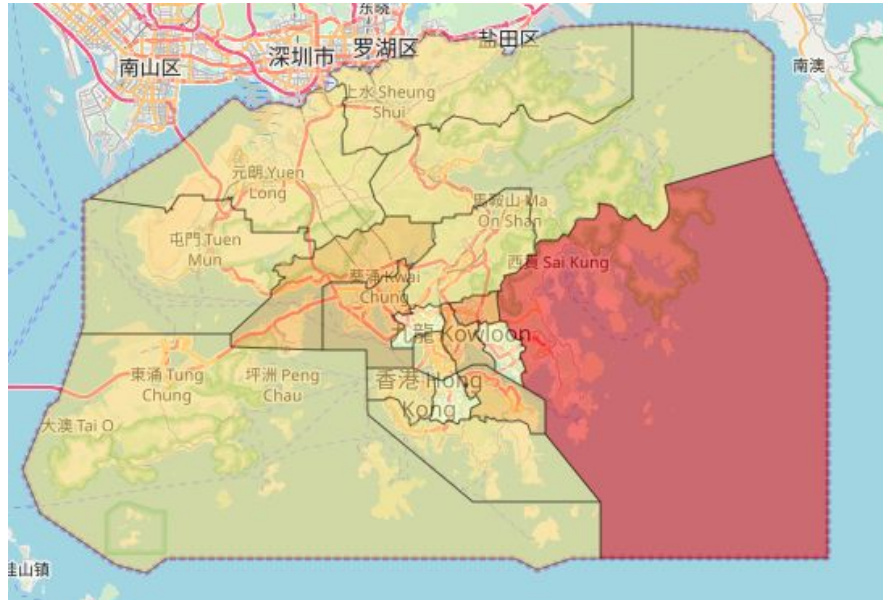 东晓
深圳市
罗湖区
盐田区
南山区
南澳
上水 Sheung
Shui
元朗 Yuen
Long
馬鞍山 Ma
On Shan
屯門 Tuen
Mun
西貢 Sai Kung
葵涌 Kwai
Chung
九龍 Kowloon
東涌 Tung
Chung
坪洲 Peng
Chau
香港 Hong
Kong
大澳 Tai O
山镇